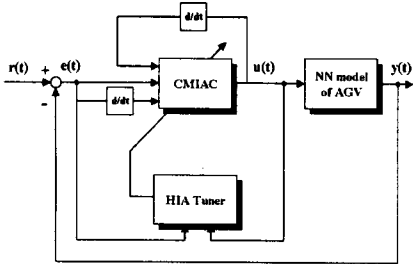 d/dt
r(t)
+
e(t)
-
d/dt
CMIAC
u(t)
NN model
of AGV
y(t)
HIA Tuner